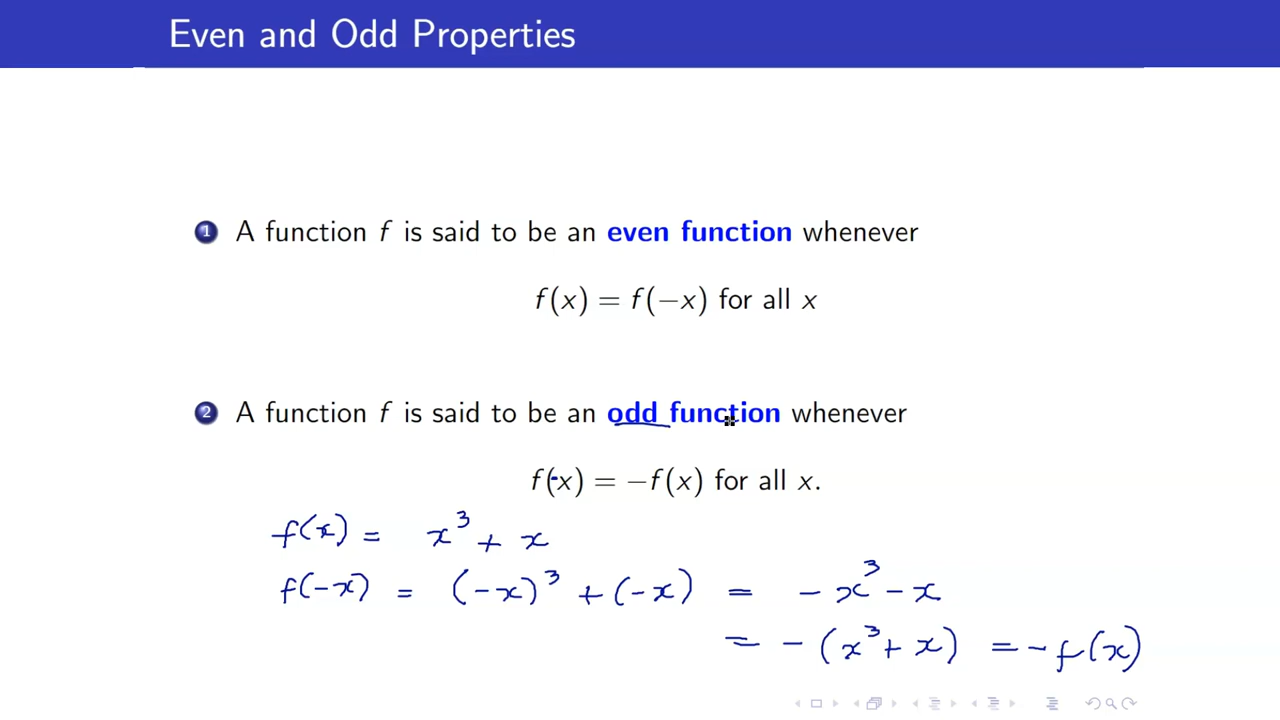 Even and Odd Properties
1 A function f is said to be an even function whenever
f(x) = f(−x) for all x
2 A function f is said to be an odd function whenever
f(-x) = −f(x) for all x.
f(x) = x³ + x
f(-x) = (-x)³ + (-x) = - x³ - x
= - (x³ + x) = - f(x)